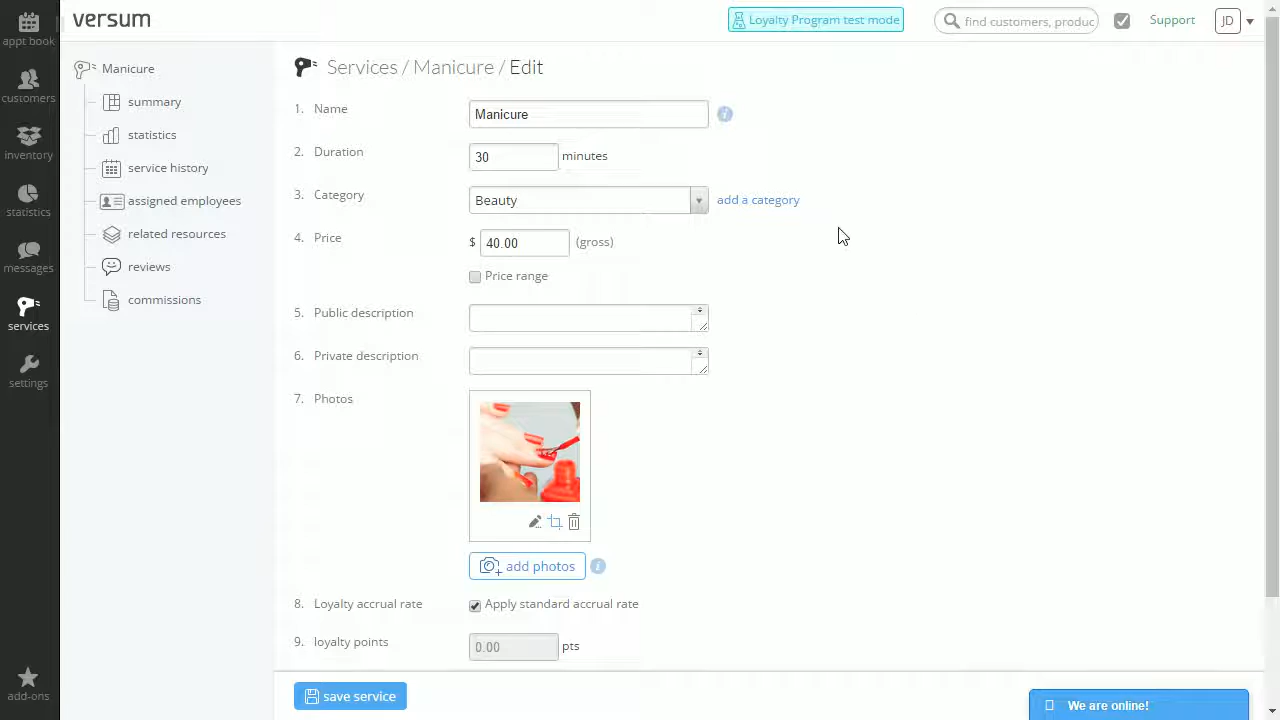 versum
Loyalty Program test mode
find customers, produc
Support
JD
appt book
customers
inventory
statistics
messages
services
settings
add-ons
Manicure
summary
statistics
service history
assigned employees
related resources
reviews
commissions
Services / Manicure / Edit
1. Name
Manicure
i
2. Duration
30
minutes
3. Category
Beauty
add a category
4. Price
$ 40.00 (gross)
Price range
5. Public description
6. Private description
7. Photos
add photos
i
8. Loyalty accrual rate
Apply standard accrual rate
9. loyalty points
0.00
pts
save service
We are online!